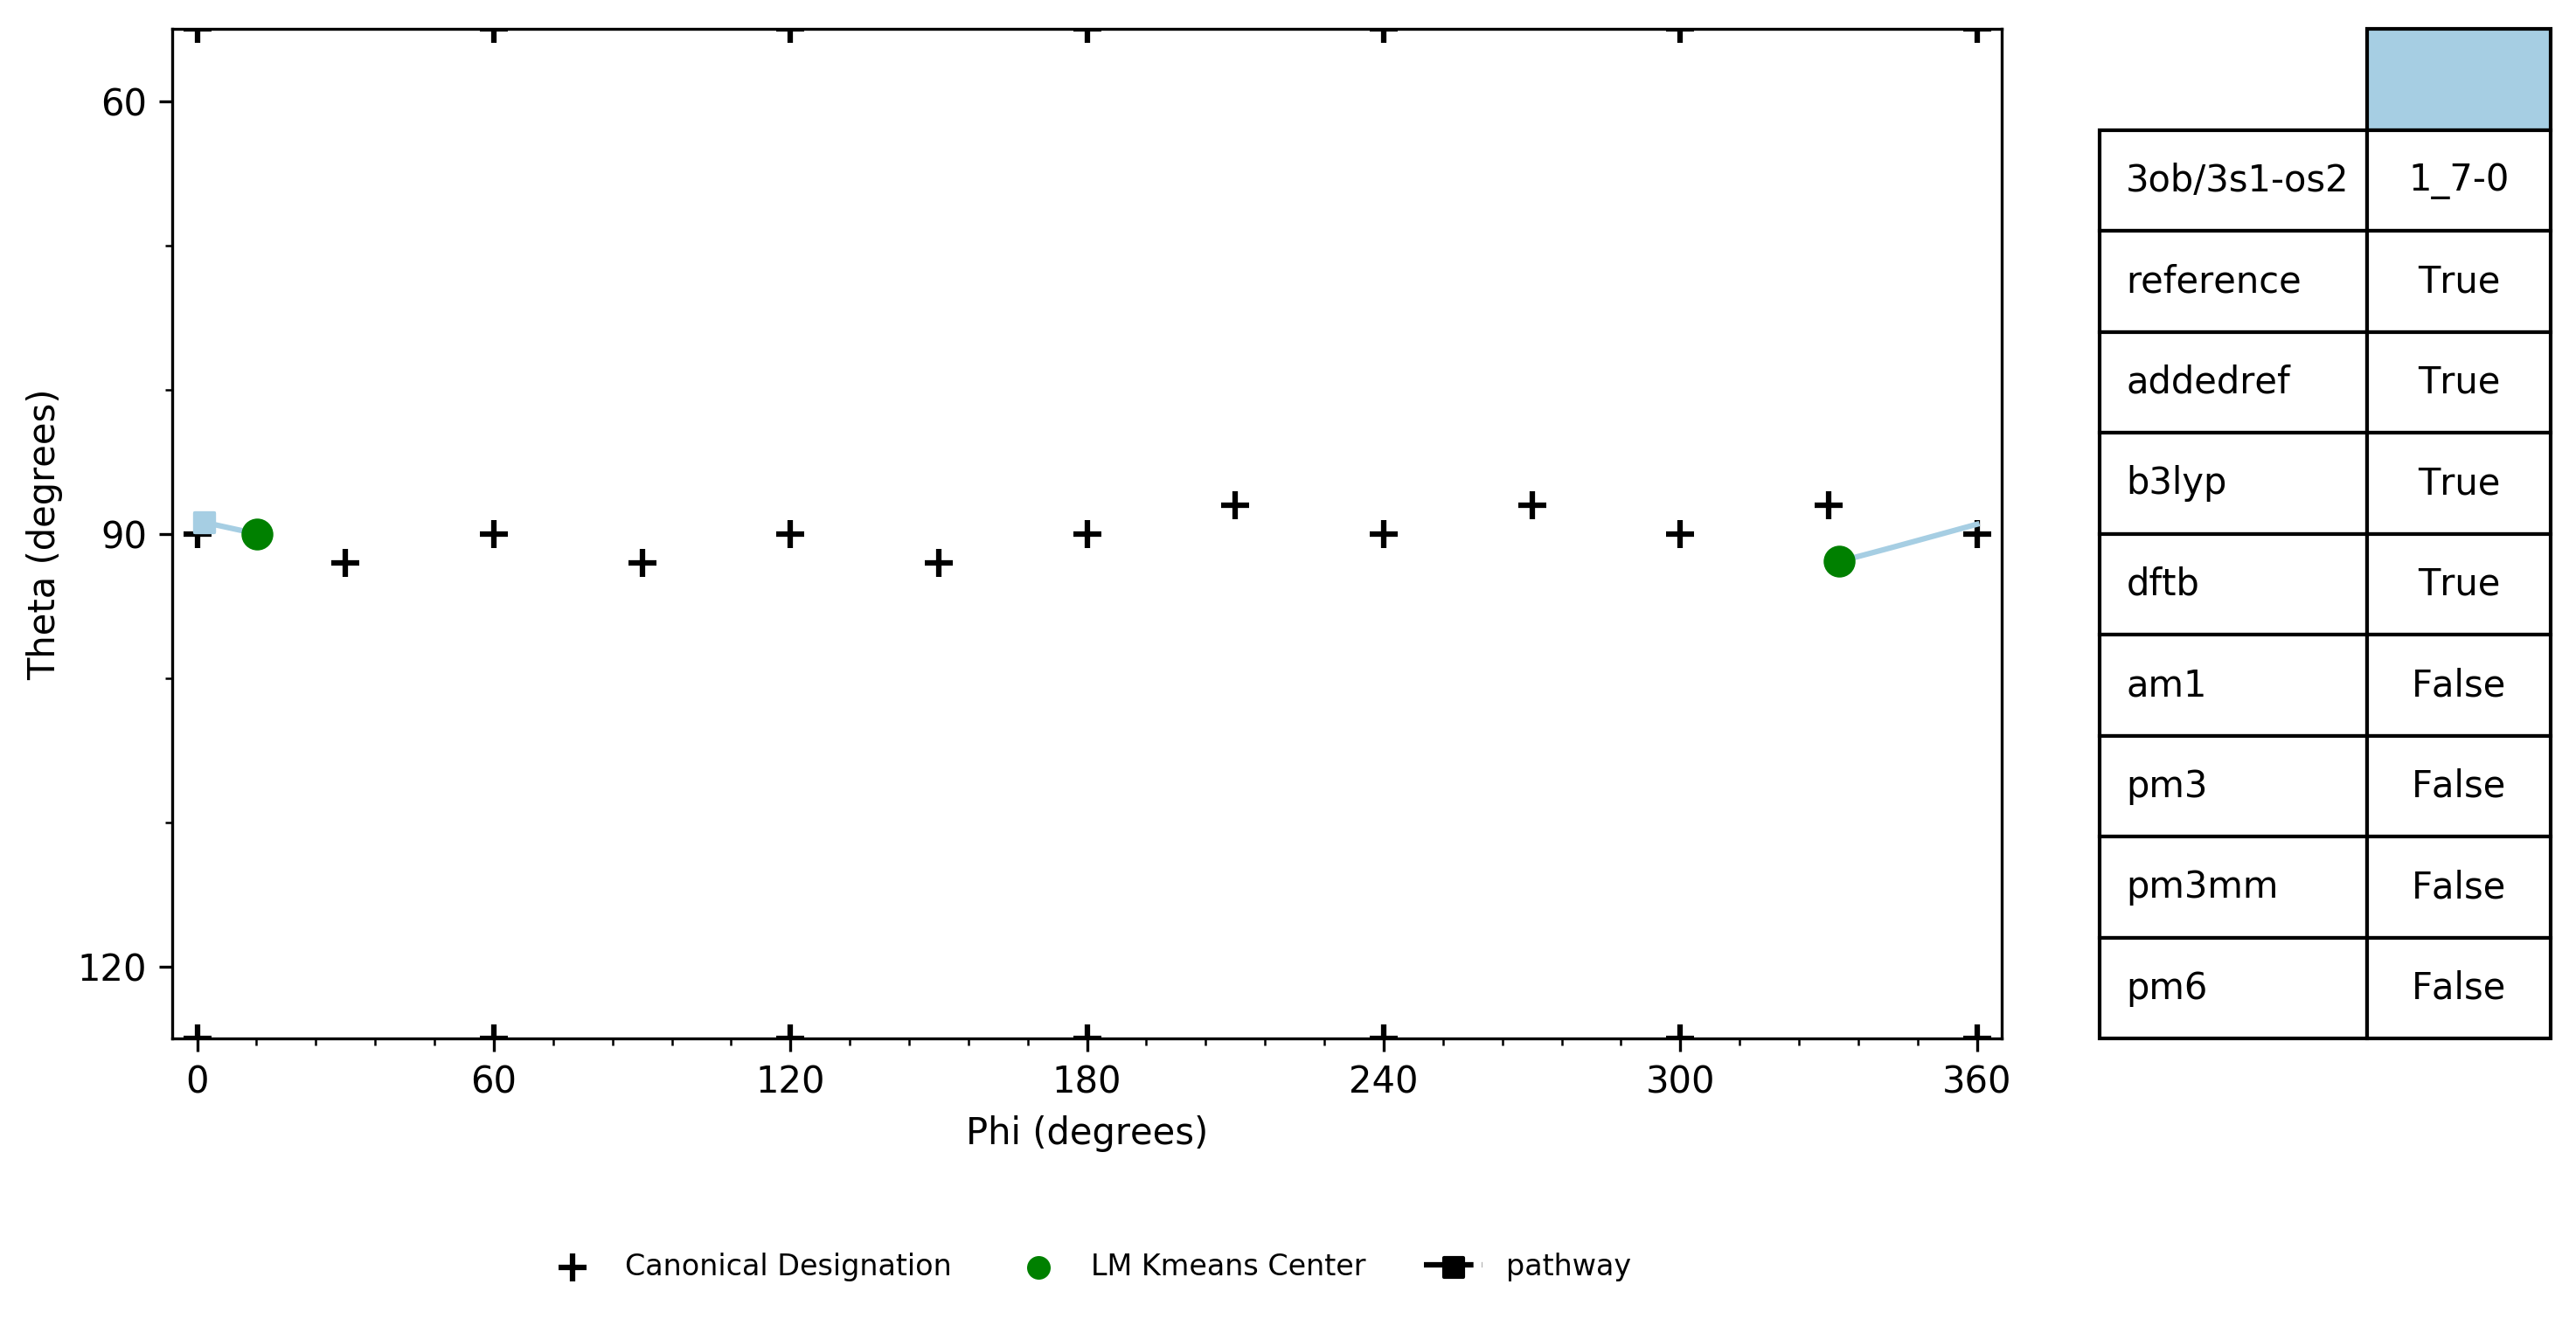 60
90
120
Theta (degrees)
0 60 120 180 240 300 360
Phi (degrees)
Canonical Designation LM Kmeans Center pathway
3ob/3s1-os2 1_7-0
reference True
addedref True
b3lyp True
dftb True
am1 False
pm3 False
pm3mm False
pm6 False